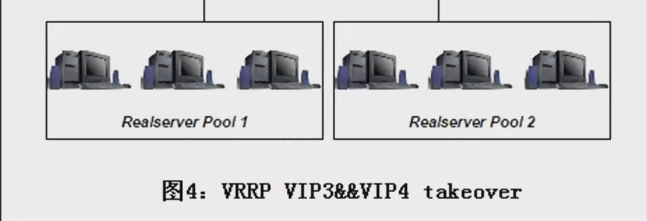 Realserver Pool 1
Realserver Pool 2
图4：VRRP VIP3&&VIP4 takeover